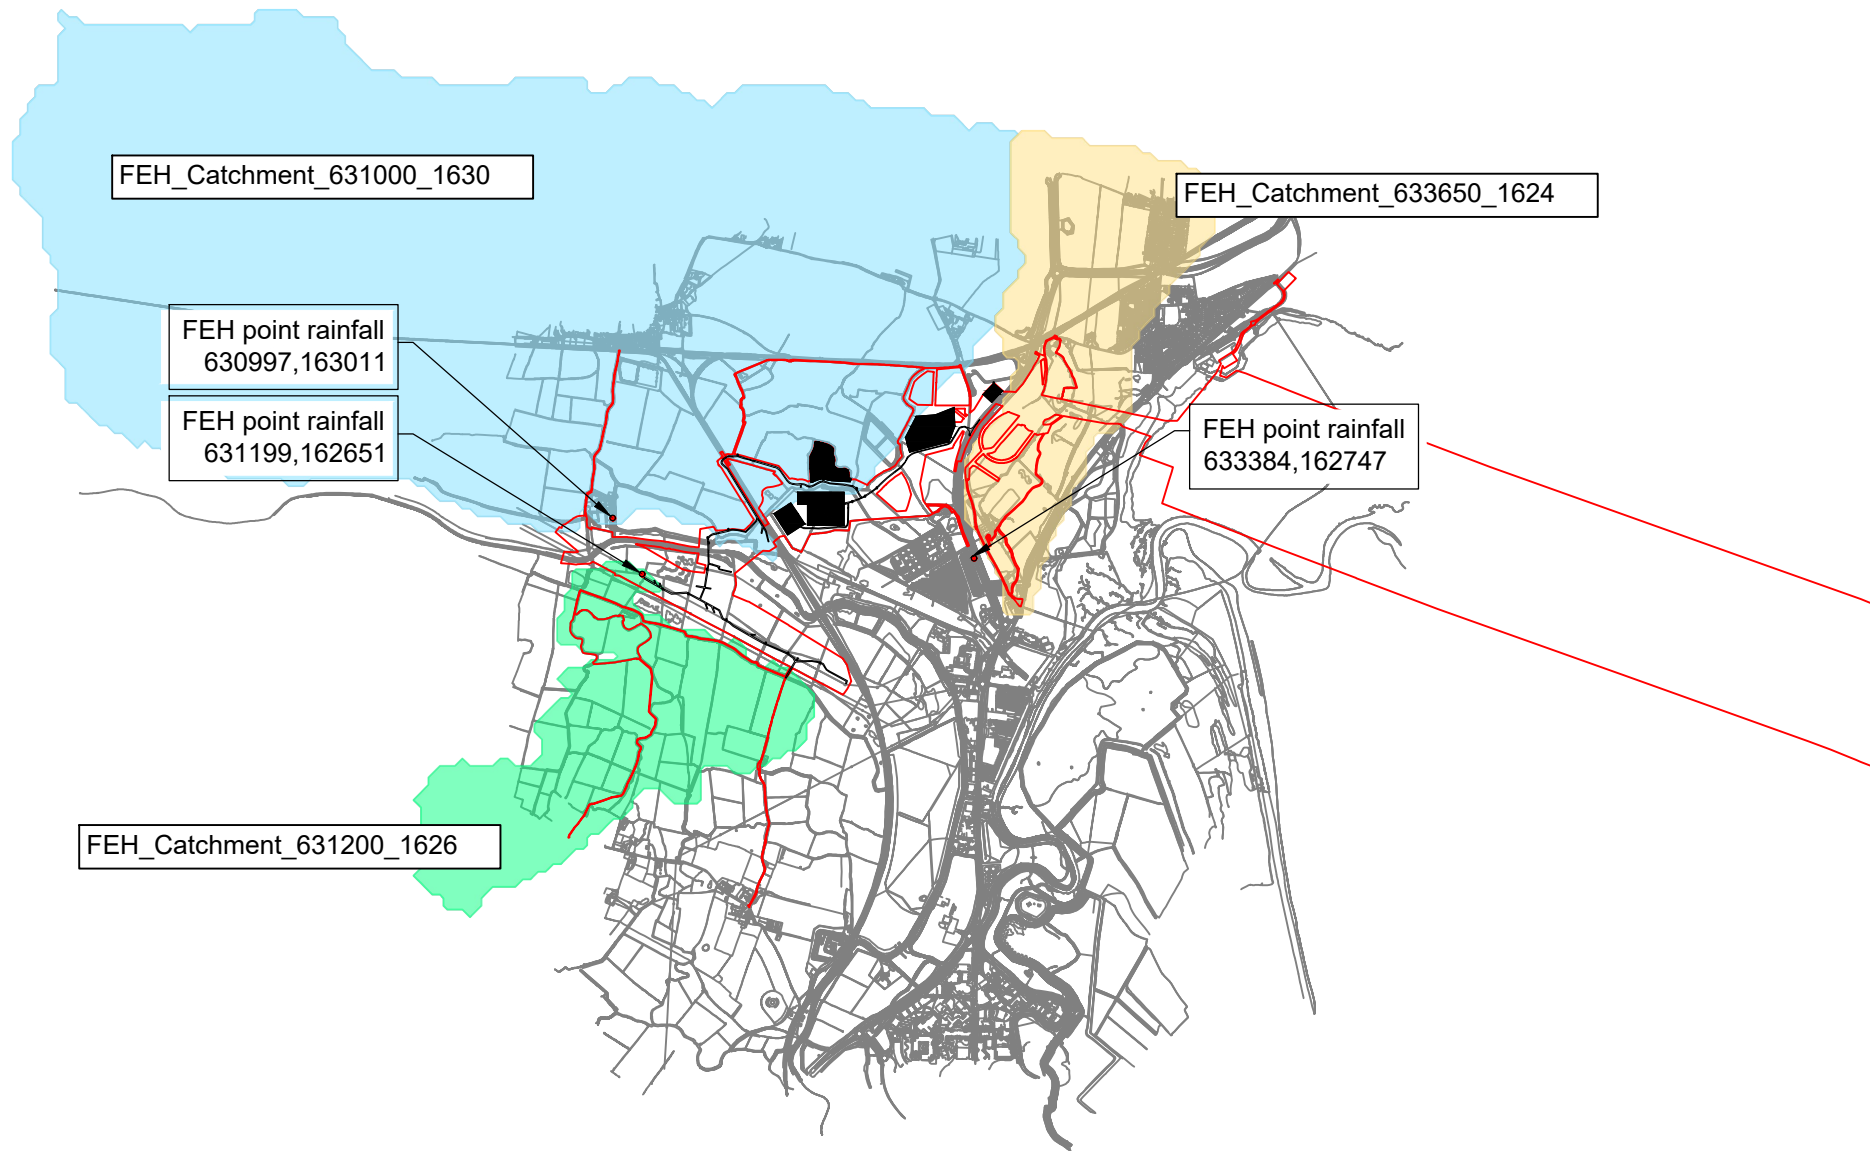 FEH_Catchment_631000_1630
FEH_Catchment_633650_1624
FEH point rainfall
630997,163011
FEH point rainfall
631199,162651
FEH point rainfall
633384,162747
FEH_Catchment_631200_1626